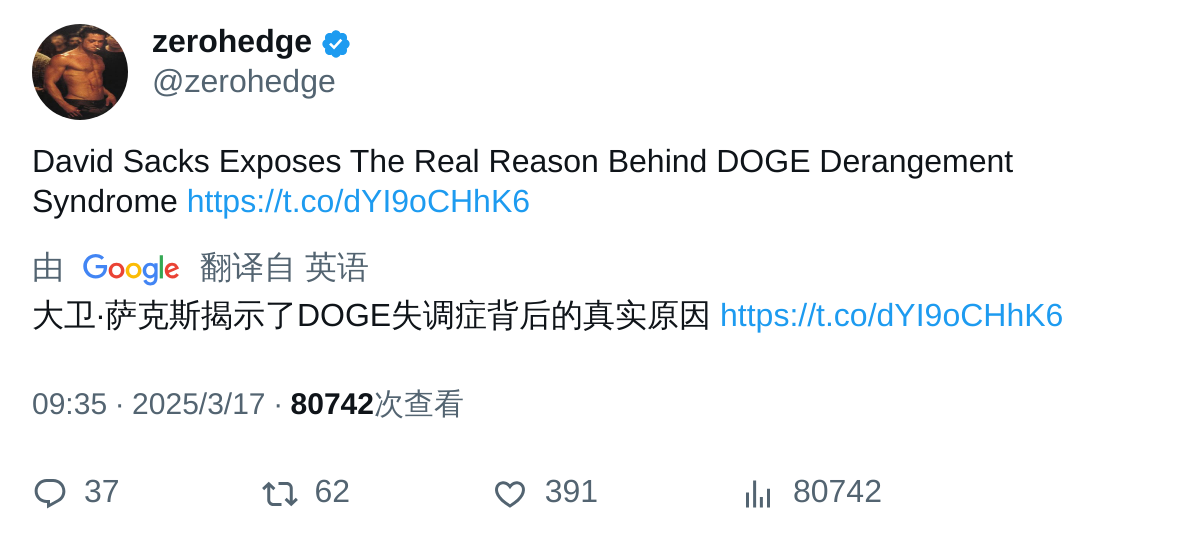 zerohedge
@zerohedge
David Sacks Exposes The Real Reason Behind DOGE Derangement
Syndrome https://t.co/dYI9oCHhK6
由 Google 翻译自 英语
大卫·萨克斯揭示了DOGE失调症背后的真实原因 https://t.co/dYI9oCHhK6
09:35 · 2025/3/17 · 80742次查看
37 62 391 80742